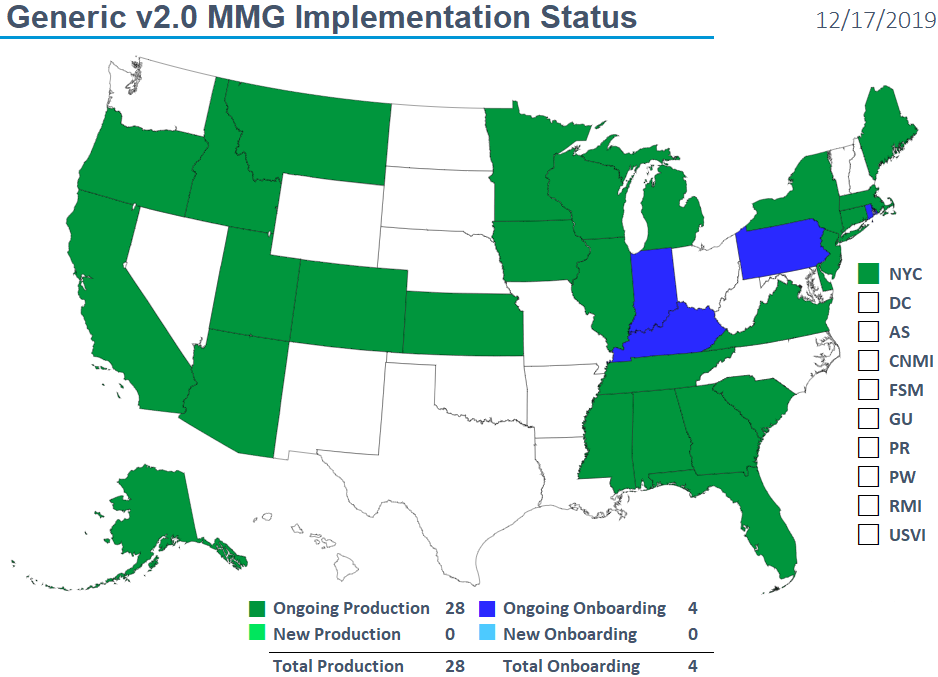 Generic v2.0 MMG Implementation Status 12/17/2019
NYC
DC
AS
CNMI
FSM
GU
PR
PW
RMI
USVI
Ongoing Production 28 Ongoing Onboarding 4
New Production 0 New Onboarding 0
Total Production 28 Total Onboarding 4